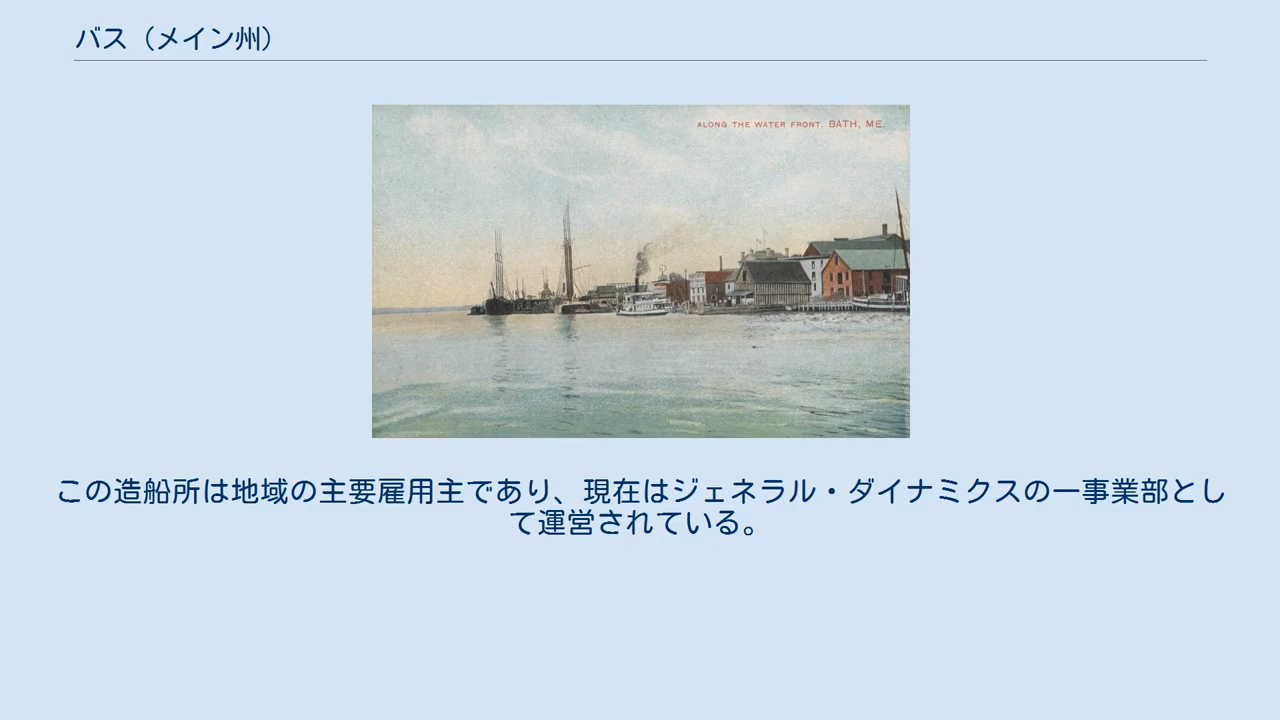 バス（メイン州）
ALONG THE WATER FRONT. BATH, ME.
この造船所は地域の主要雇用主であり、現在はジェネラル・ダイナミクスの一事業部とし
て運営されている。